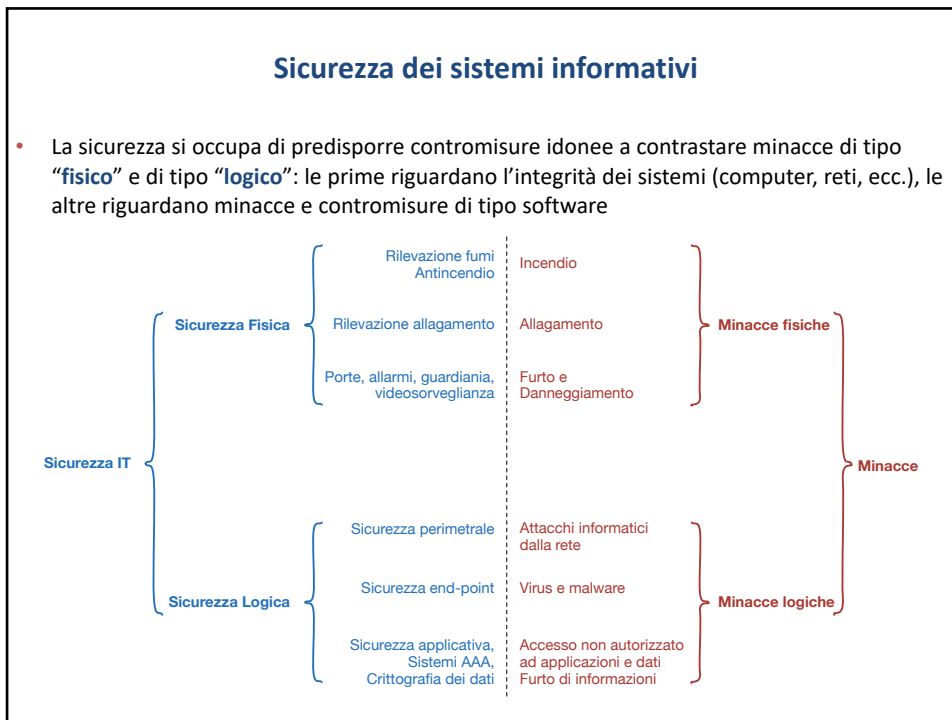 Sicurezza dei sistemi informativi
• La sicurezza si occupa di predisporre contromisure idonee a contrastare minacce di tipo
“fisico” e di tipo “logico”: le prime riguardano l’integrità dei sistemi (computer, reti, ecc.), le
altre riguardano minacce e contromisure di tipo software
Sicurezza IT
Sicurezza Fisica
Rilevazione fumi
Antincendio
Incendio
Rilevazione allagamento
Allagamento
Porte, allarmi, guardiania,
videosorveglianza
Furto e
Danneggiamento
Minacce fisiche
Minacce
Sicurezza Logica
Sicurezza perimetrale
Attacchi informatici
dalla rete
Sicurezza end-point
Virus e malware
Sicurezza applicativa,
Sistemi AAA,
Crittografia dei dati
Accesso non autorizzato
ad applicazioni e dati
Furto di informazioni
Minacce logiche